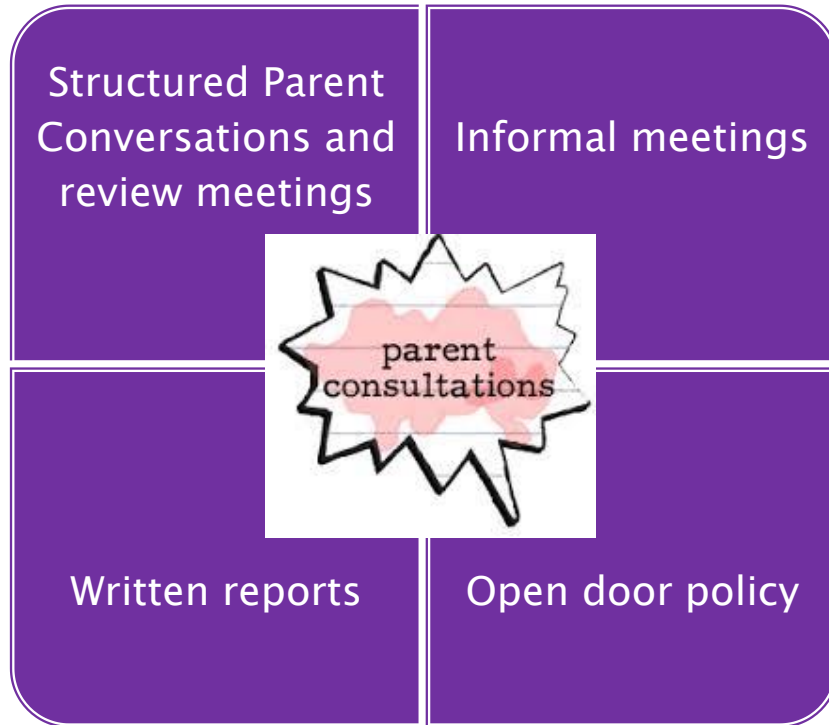 Structured Parent
Conversations and
review meetings
Informal meetings
parent
consultations
Written reports
Open door policy